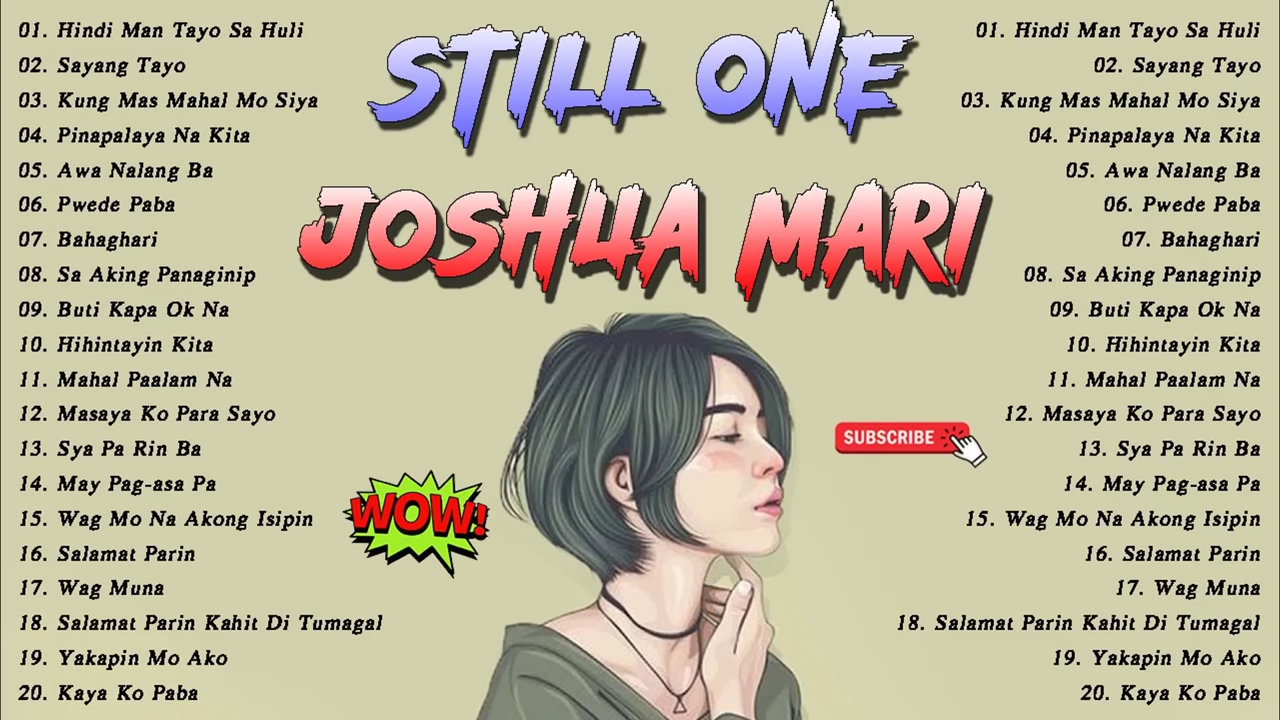 01. Hindi Man Tayo Sa Huli
02. Sayang Tayo
03. Kung Mas Mahal Mo Siya
04. Pinapalaya Na Kita
05. Awa Nalang Ba
06. Pwede Paba
07. Bahaghari
08. Sa Aking Panaginip
09. Buti Kapa Ok Na
10. Hihintayin Kita
11. Mahal Paalam Na
12. Masaya Ko Para Sayo
13. Sya Pa Rin Ba
14. May Pag-asa Pa
15. Wag Mo Na Akong Isipin
16. Salamat Parin
17. Wag Muna
18. Salamat Parin Kahit Di Tumagal
19. Yakapin Mo Ako
20. Kaya Ko Paba
STILL ONE
JOSHUA MARI
WOW!
SUBSCRIBE
01. Hindi Man Tayo Sa Huli
02. Sayang Tayo
03. Kung Mas Mahal Mo Siya
04. Pinapalaya Na Kita
05. Awa Nalang Ba
06. Pwede Paba
07. Bahaghari
08. Sa Aking Panaginip
09. Buti Kapa Ok Na
10. Hihintayin Kita
11. Mahal Paalam Na
12. Masaya Ko Para Sayo
13. Sya Pa Rin Ba
14. May Pag-asa Pa
15. Wag Mo Na Akong Isipin
16. Salamat Parin
17. Wag Muna
18. Salamat Parin Kahit Di Tumagal
19. Yakapin Mo Ako
20. Kaya Ko Paba